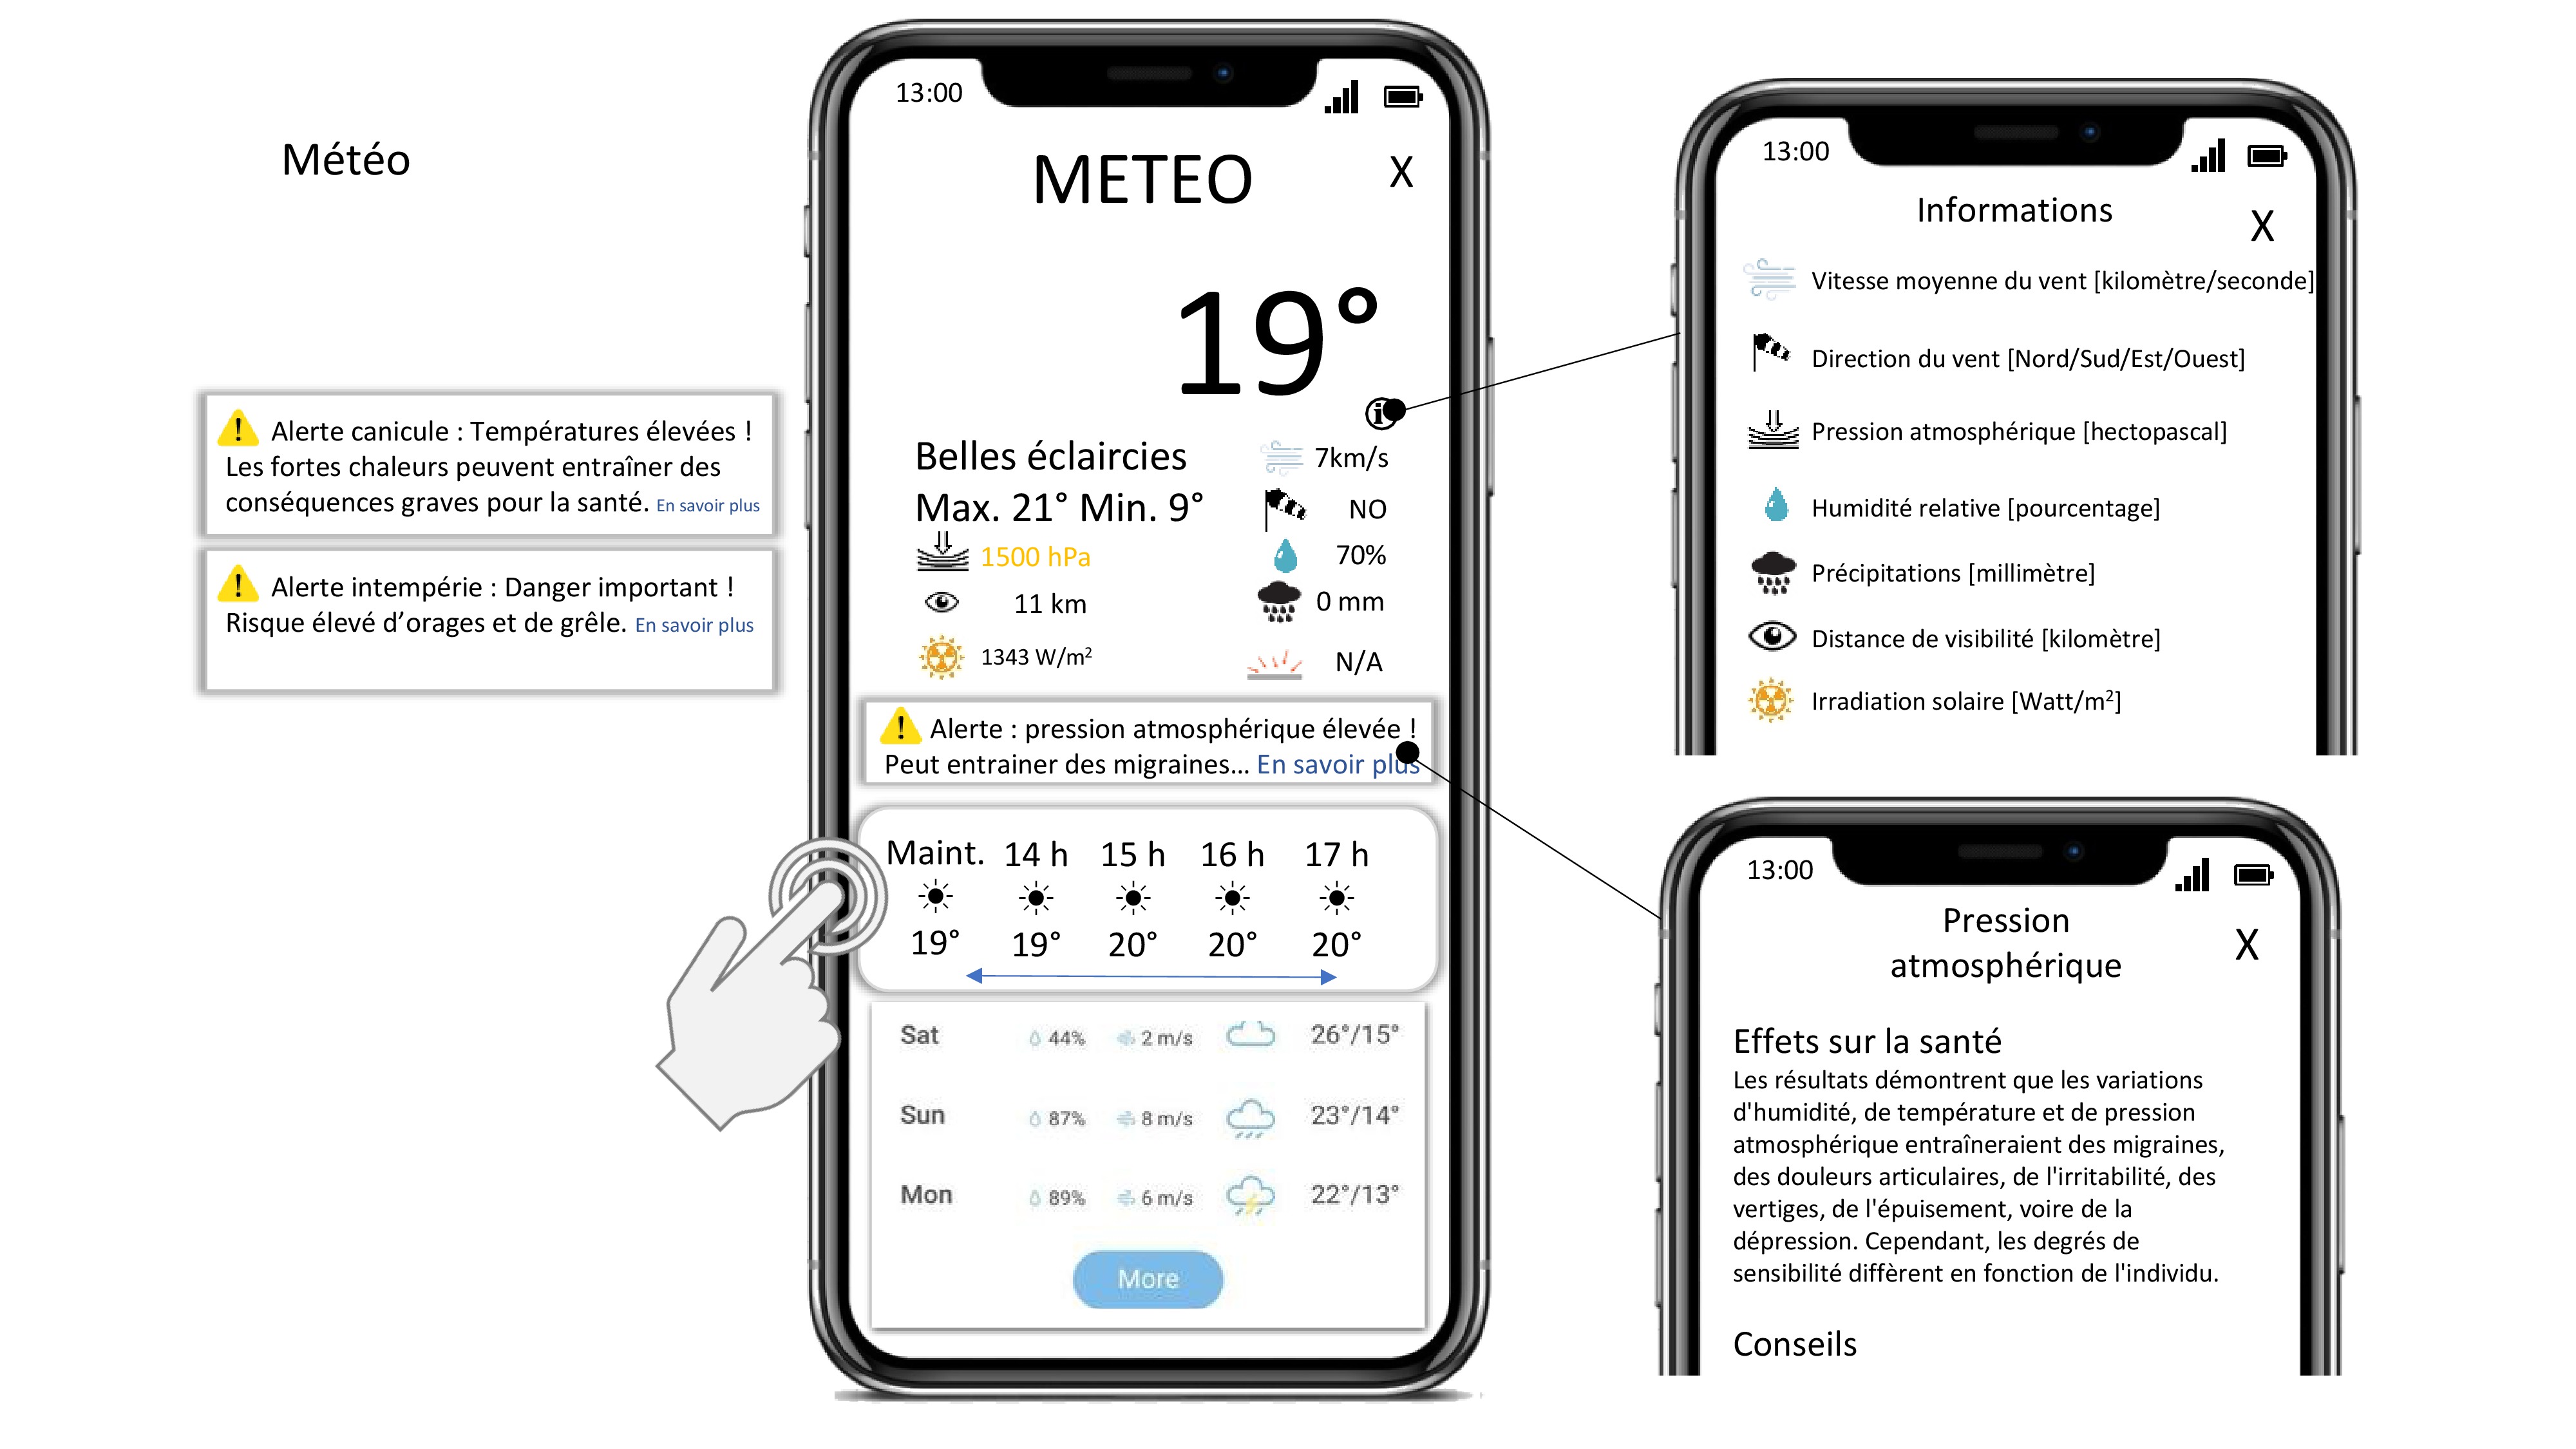 Météo
Alerte canicule : Températures élevées !
Les fortes chaleurs peuvent entraîner des
conséquences graves pour la santé. En savoir plus
Alerte intempérie : Danger important !
Risque élevé d’orages et de grêle. En savoir plus
13:00
METEO
X
19°
Belles éclaircies
Max. 21° Min. 9°
7km/s
NO
1500 hPa
70%
11 km
0 mm
1343 W/m²
N/A
Alerte : pression atmosphérique élevée !
Peut entrainer des migraines... En savoir plus
Maint. 14 h 15 h 16 h 17 h
19° 19° 20° 20° 20°
Sat 44% 2 m/s 26°/15°
Sun 87% 8 m/s 23°/14°
Mon 89% 6 m/s 22°/13°
More
13:00
Informations
X
Vitesse moyenne du vent [kilomètre/seconde]
Direction du vent [Nord/Sud/Est/Ouest]
Pression atmosphérique [hectopascal]
Humidité relative [pourcentage]
Précipitations [millimètre]
Distance de visibilité [kilomètre]
Irradiation solaire [Watt/m²]
13:00
Pression
atmosphérique
X
Effets sur la santé
Les résultats démontrent que les variations
d'humidité, de température et de pression
atmosphérique entraîneraient des migraines,
des douleurs articulaires, de l'irritabilité, des
vertiges, de l'épuisement, voire de la
dépression. Cependant, les degrés de
sensibilité diffèrent en fonction de l'individu.
Conseils